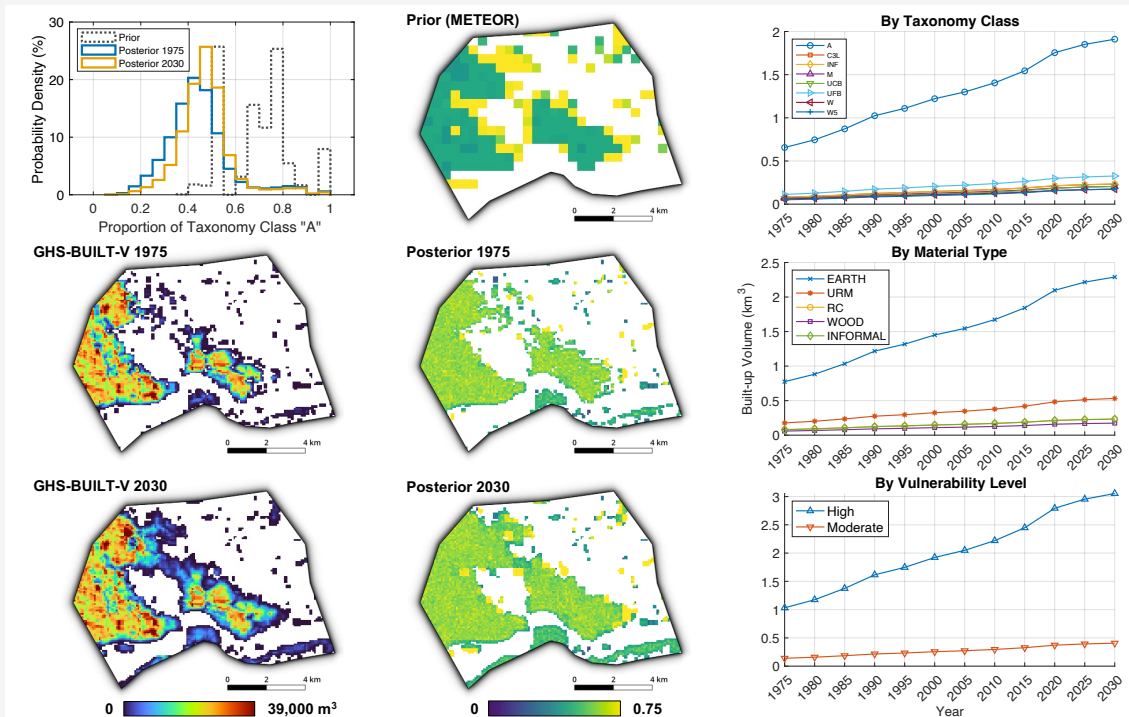 Probability Density (%)
30
20
10
0
Prior
Posterior 1975
Posterior 2030
0 0.2 0.4 0.6 0.8 1
Proportion of Taxonomy Class "A"
Prior (METEOR)
0 2 4 km
By Taxonomy Class
2
1.5
1
0.5
0
A
C3L
INF
M
UCB
UFB
W
W5
1975 1980 1985 1990 1995 2000 2005 2010 2015 2020 2025 2030
GHS-BUILT-V 1975
0 2 4 km
Posterior 1975
0 2 4 km
By Material Type
Built-up Volume (km³)
2.5
2
1.5
1
0.5
0
EARTH
URM
RC
WOOD
INFORMAL
1975 1980 1985 1990 1995 2000 2005 2010 2015 2020 2025 2030
GHS-BUILT-V 2030
0 2 4 km
0 39,000 m³
Posterior 2030
0 2 4 km
0 0.75
By Vulnerability Level
3
2.5
2
1.5
1
0.5
0
High
Moderate
1975 1980 1985 1990 1995 2000 2005 2010 2015 2020 2025 2030
Year